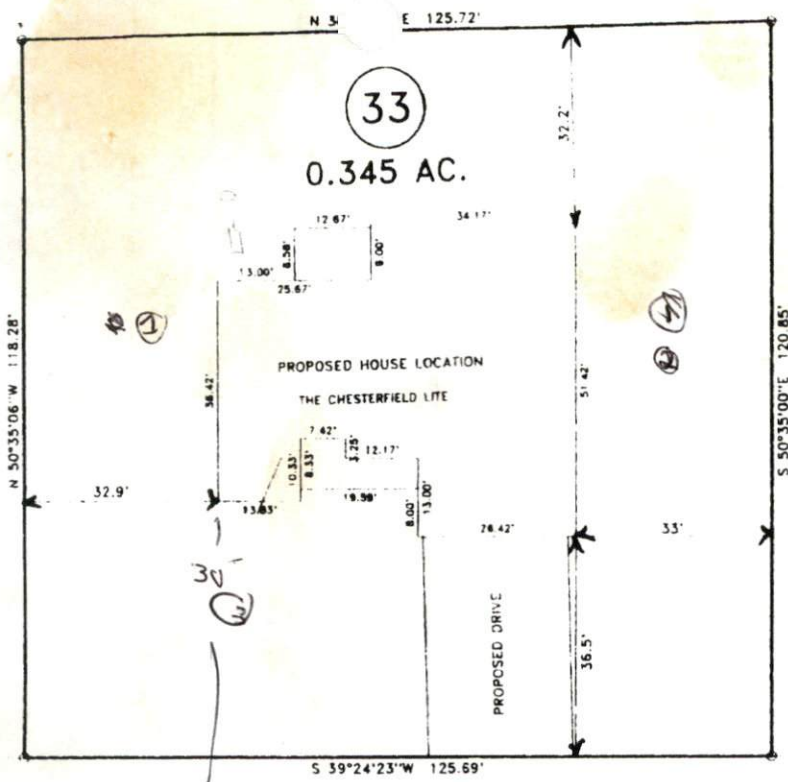 N 3 E 125.72'
33
0.345 AC.
32.2'
12.67'
34.17'
8.58'
8.00'
13.00'
25.67'
N 50°35'06"W 118.28'
S 50°35'00"E 120.85'
PROPOSED HOUSE LOCATION
THE CHESTERFIELD LITE
38.42'
51.42'
7.62'
3.25'
12.17'
10.33'
8.33'
32.9'
13.83'
19.59'
8.00'
13.00'
26.42'
33'
PROPOSED DRIVE
36.5'
S 39°24'23"W 125.69'